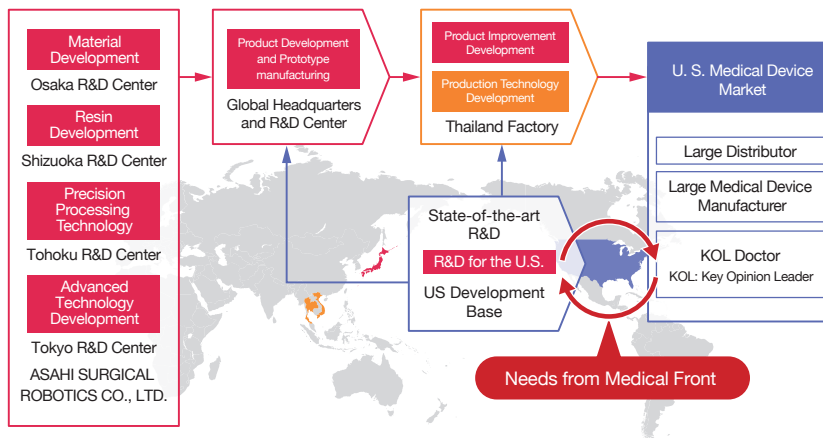 Material
Development
Osaka R&D Center
Resin
Development
Shizuoka R&D Center
Precision
Processing
Technology
Tohoku R&D Center
Advanced
Technology
Development
Tokyo R&D Center
ASAHI SURGICAL
ROBOTICS CO., LTD.
Product Development
and Prototype
manufacturing
Global Headquarters
and R&D Center
Product Improvement
Development
Production Technology
Development
Thailand Factory
State-of-the-art
R&D
R&D for the U.S.
US Development
Base
U. S. Medical Device
Market
Large Distributor
Large Medical Device
Manufacturer
KOL Doctor
KOL: Key Opinion Leader
Needs from Medical Front